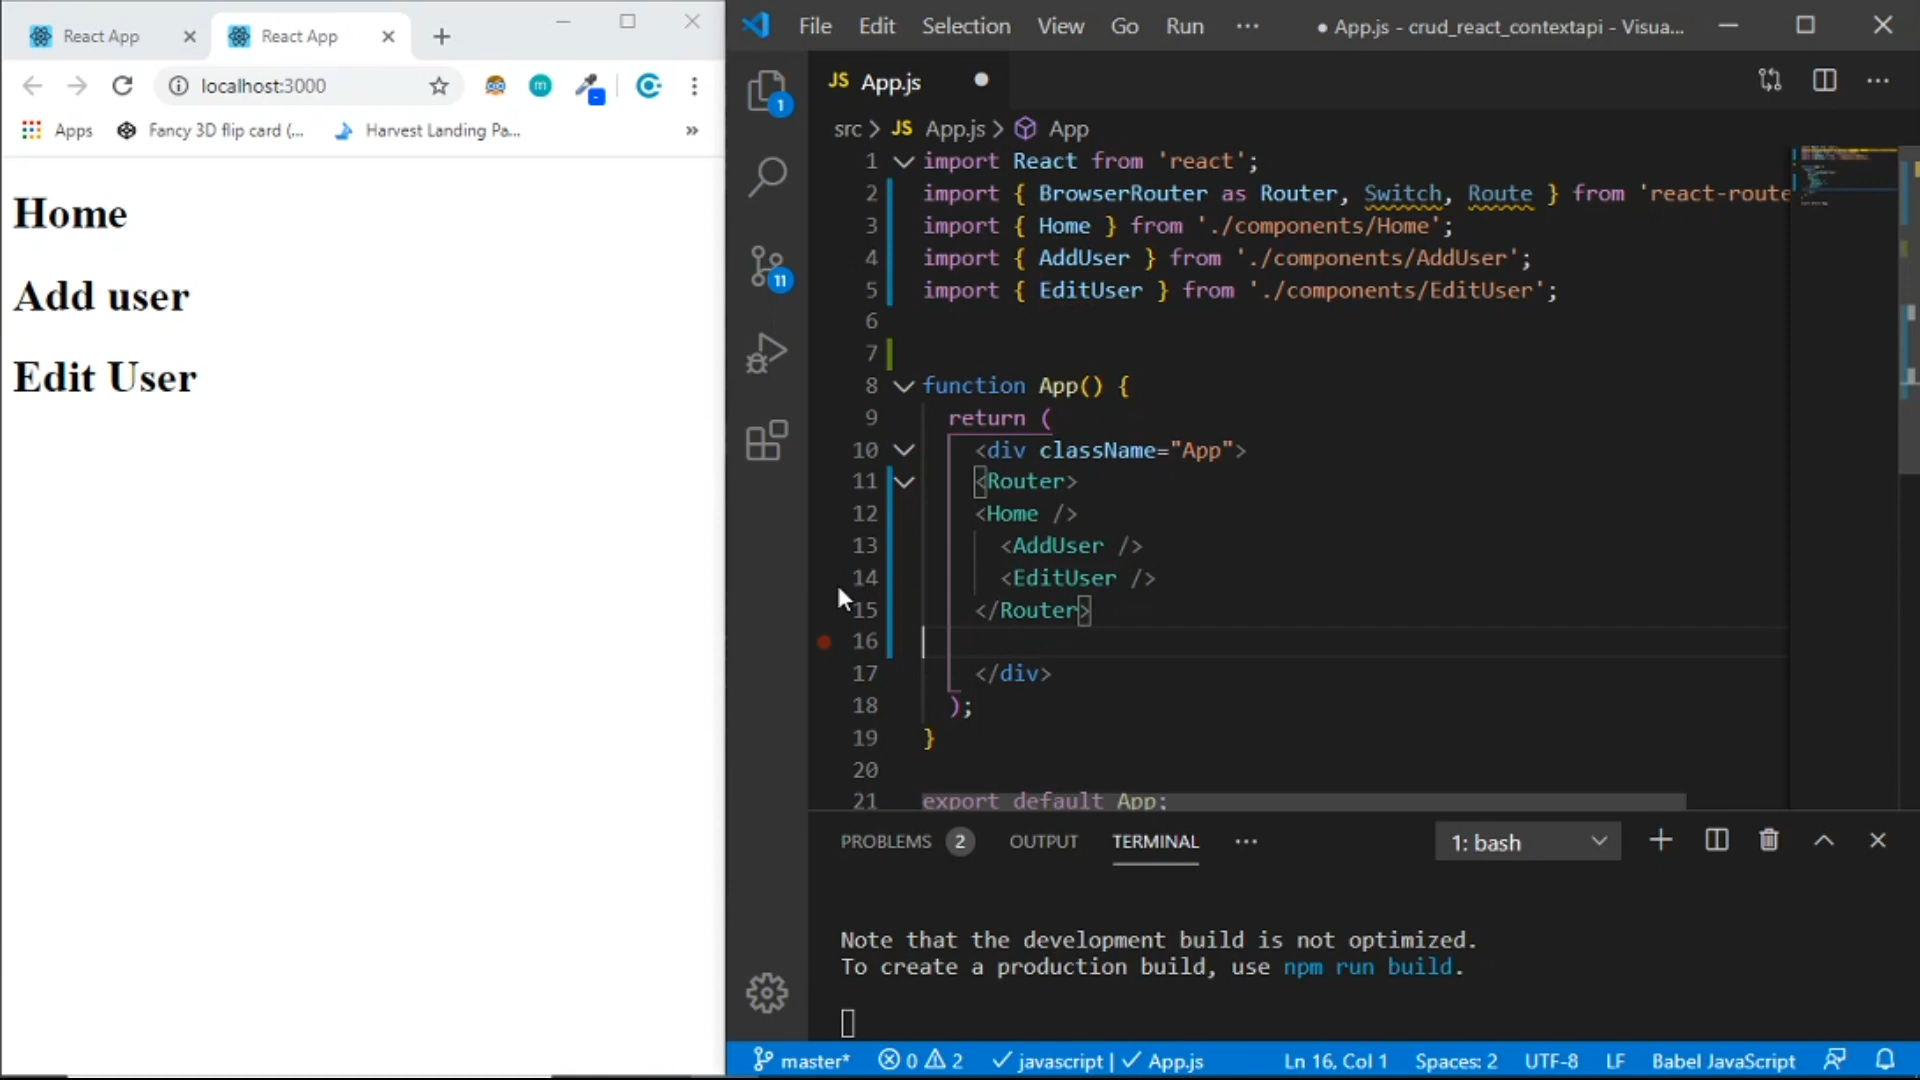 React App
React App
localhost:3000
Apps
Fancy 3D flip card (...
Harvest Landing Pa...
»
Home
Add user
Edit User
File Edit Selection View Go Run ···
● App.js - crud_react_contextapi - Visua...
JS App.js ●
src > JS App.js > App
1 import React from 'react';
2 import { BrowserRouter as Router, Switch, Route } from 'react-route
3 import { Home } from './components/Home';
4 import { AddUser } from './components/AddUser';
5 import { EditUser } from './components/EditUser';
6
7
8 function App() {
9 return (
10 <div className="App">
11 <Router>
12 <Home />
13 <AddUser />
14 <EditUser />
15 </Router>
16
17 </div>
18 );
19 }
20
21 export default App;
1
11
PROBLEMS 2 OUTPUT TERMINAL ···
1: bash
Note that the development build is not optimized.
To create a production build, use npm run build.
master* 0 2 ✓ javascript | ✓ App.js Ln 16, Col 1 Spaces: 2 UTF-8 LF Babel JavaScript